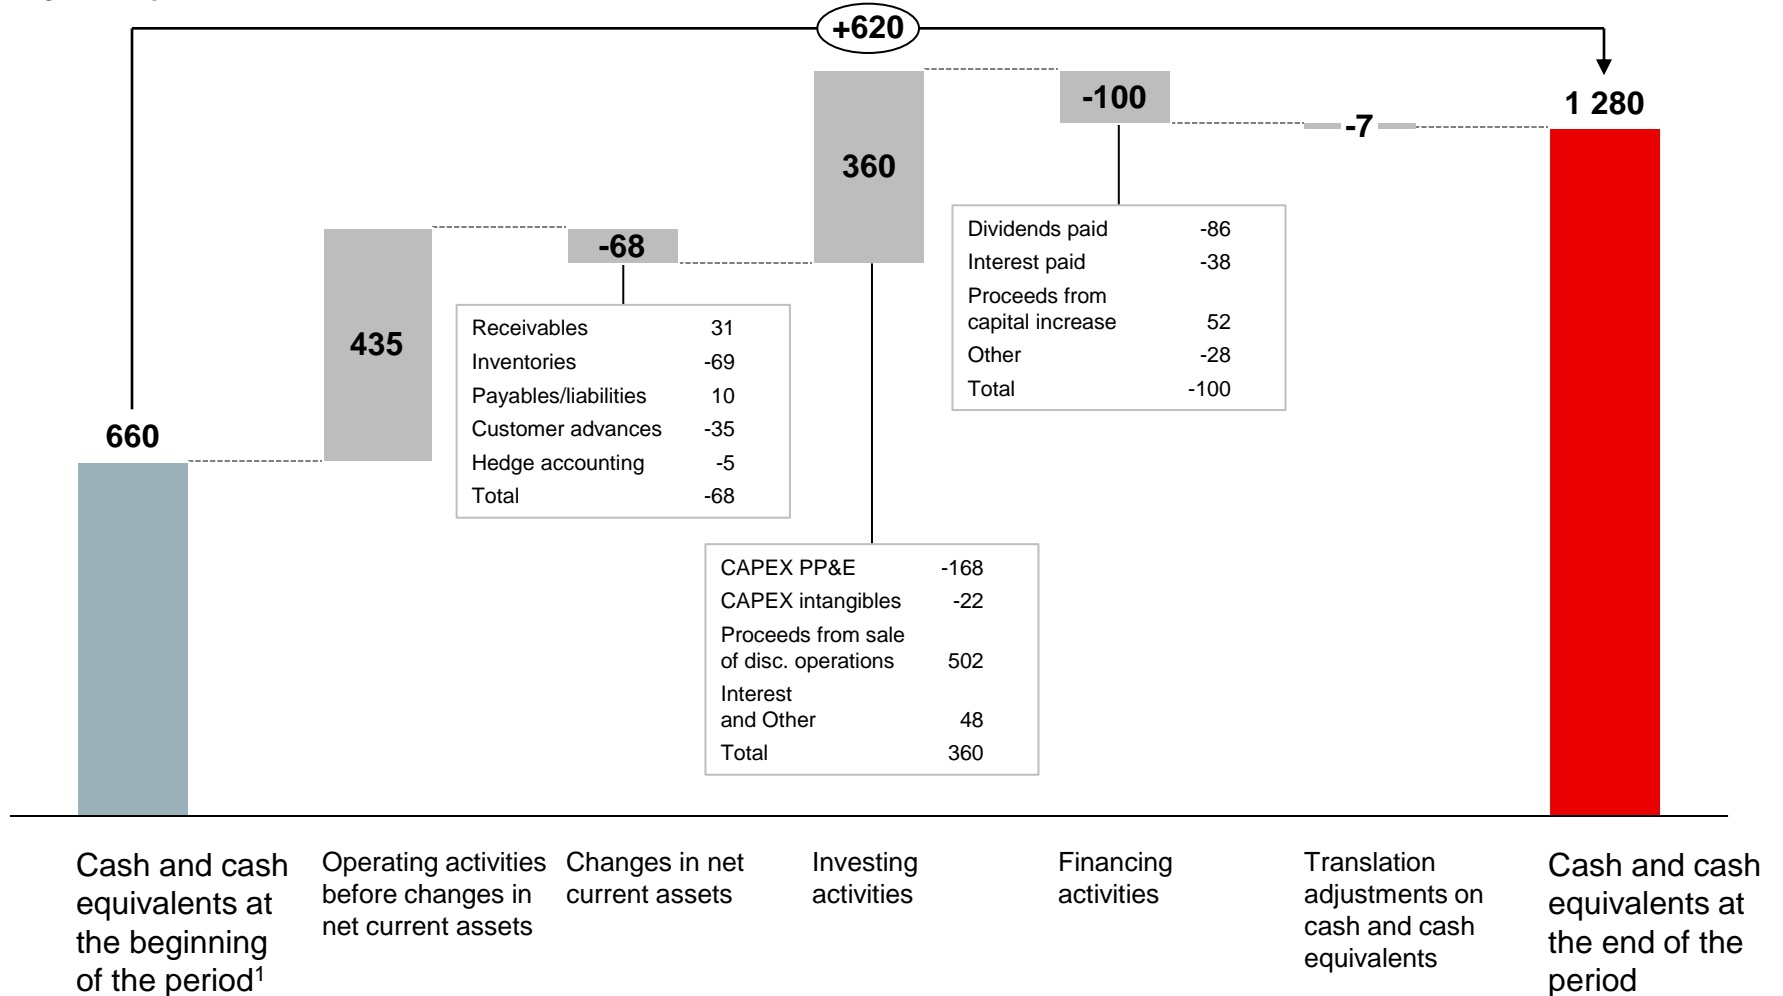 +620
1 280
-100
-7
360
-68
435
660
Dividends paid -86
Interest paid -38
Proceeds from
capital increase 52
Other -28
Total -100
Receivables 31
Inventories -69
Payables/liabilities 10
Customer advances -35
Hedge accounting -5
Total -68
CAPEX PP&E -168
CAPEX intangibles -22
Proceeds from sale
of disc. operations 502
Interest
and Other 48
Total 360
Cash and cash
equivalents at
the beginning
of the period1
Operating activities
before changes in
net current assets
Changes in net
current assets
Investing
activities
Financing
activities
Translation
adjustments on
cash and cash
equivalents
Cash and cash
equivalents at
the end of the
period